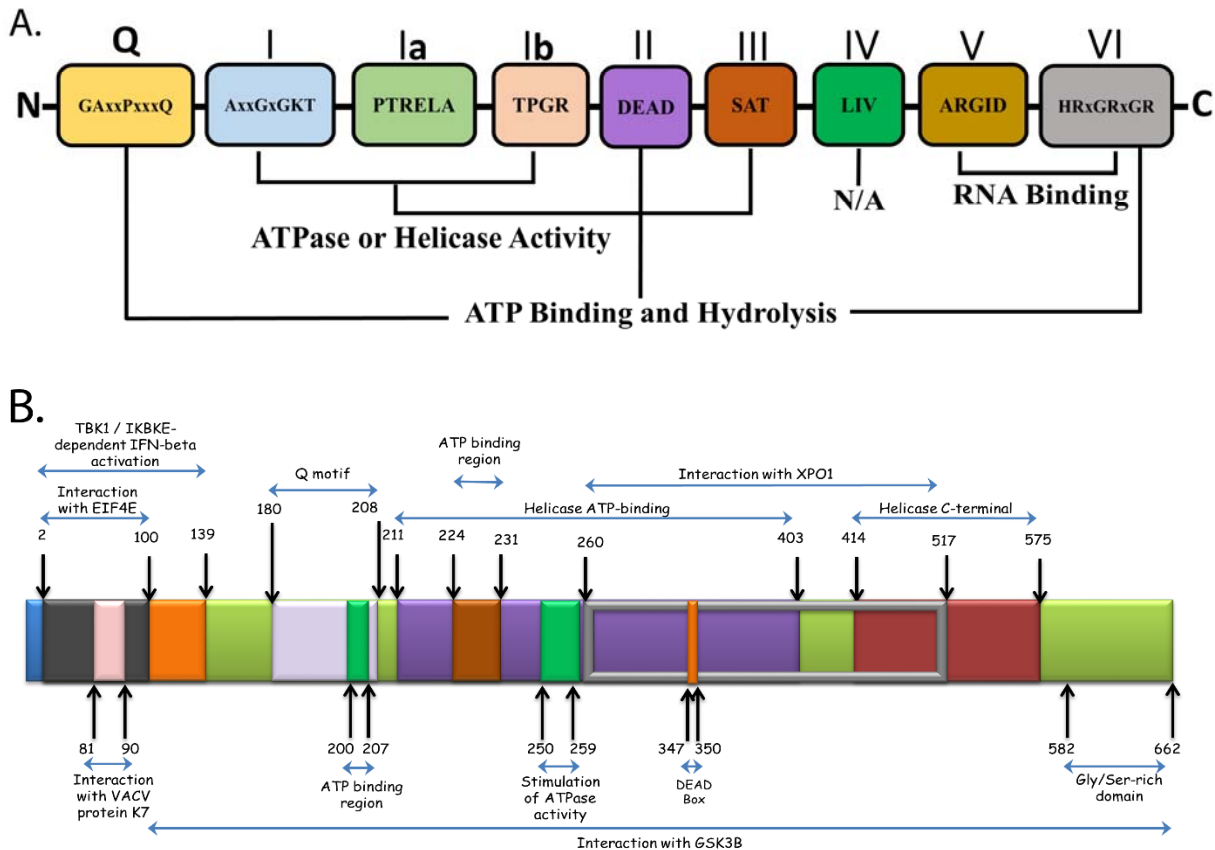 A.
Q I Ia Ib II III IV V VI
N GAxxPxxxQ AxxGxGKT PTRELA TPGR DEAD SAT LIV ARGID HRxGRxGR C
N/A RNA Binding
ATPase or Helicase Activity
ATP Binding and Hydrolysis
B.
TBK1 / IKBKE-
dependent IFN-beta
activation
Interaction
with EIF4E
Q motif
ATP binding
region
Interaction with XPO1
Helicase ATP-binding
Helicase C-terminal
2 100 139 180 208 211 224 231 260 403 414 517 575
81 90 200 207 250 259 347 350 582 662
Interaction
with VACV
protein K7
ATP binding
region
Stimulation
of ATPase
activity
DEAD
Box
Gly/Ser-rich
domain
Interaction with GSK3B